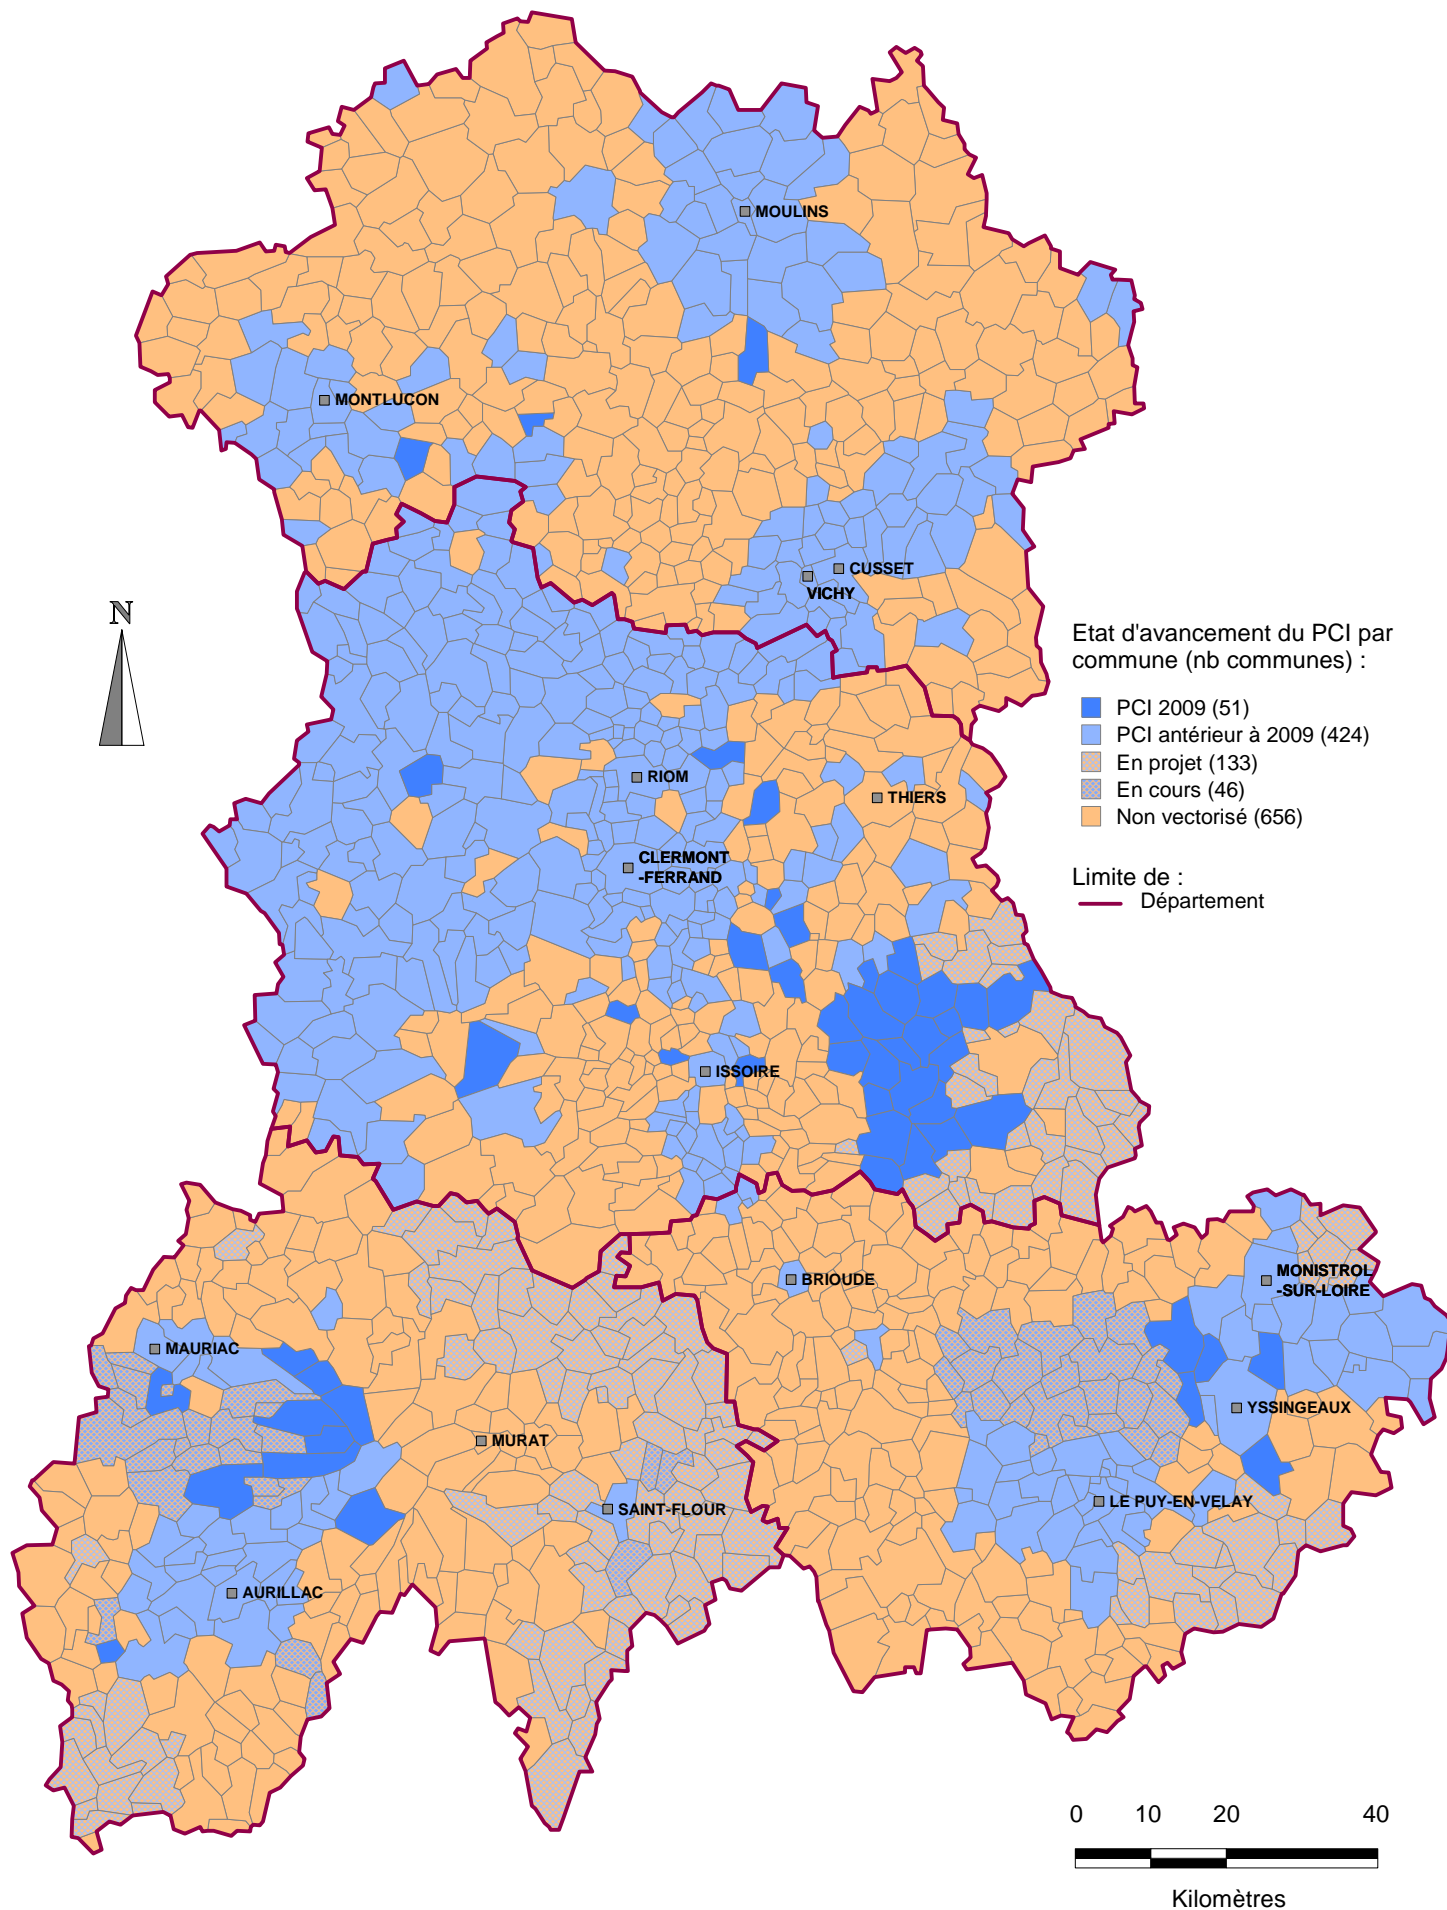 MOULINS
MONTLUCON
CUSSET
VICHY
N
Etat d'avancement du PCI par
commune (nb communes) :
PCI 2009 (51)
PCI antérieur à 2009 (424)
En projet (133)
En cours (46)
Non vectorisé (656)
Limite de :
Département
RIOM
THIERS
CLERMONT
-FERRAND
ISSOIRE
BRIOUDE
MONISTROL
-SUR-LOIRE
MAURIAC
YSSINGEAUX
MURAT
SAINT-FLOUR
LE PUY-EN-VELAY
AURILLAC
0 10 20 40
Kilomètres